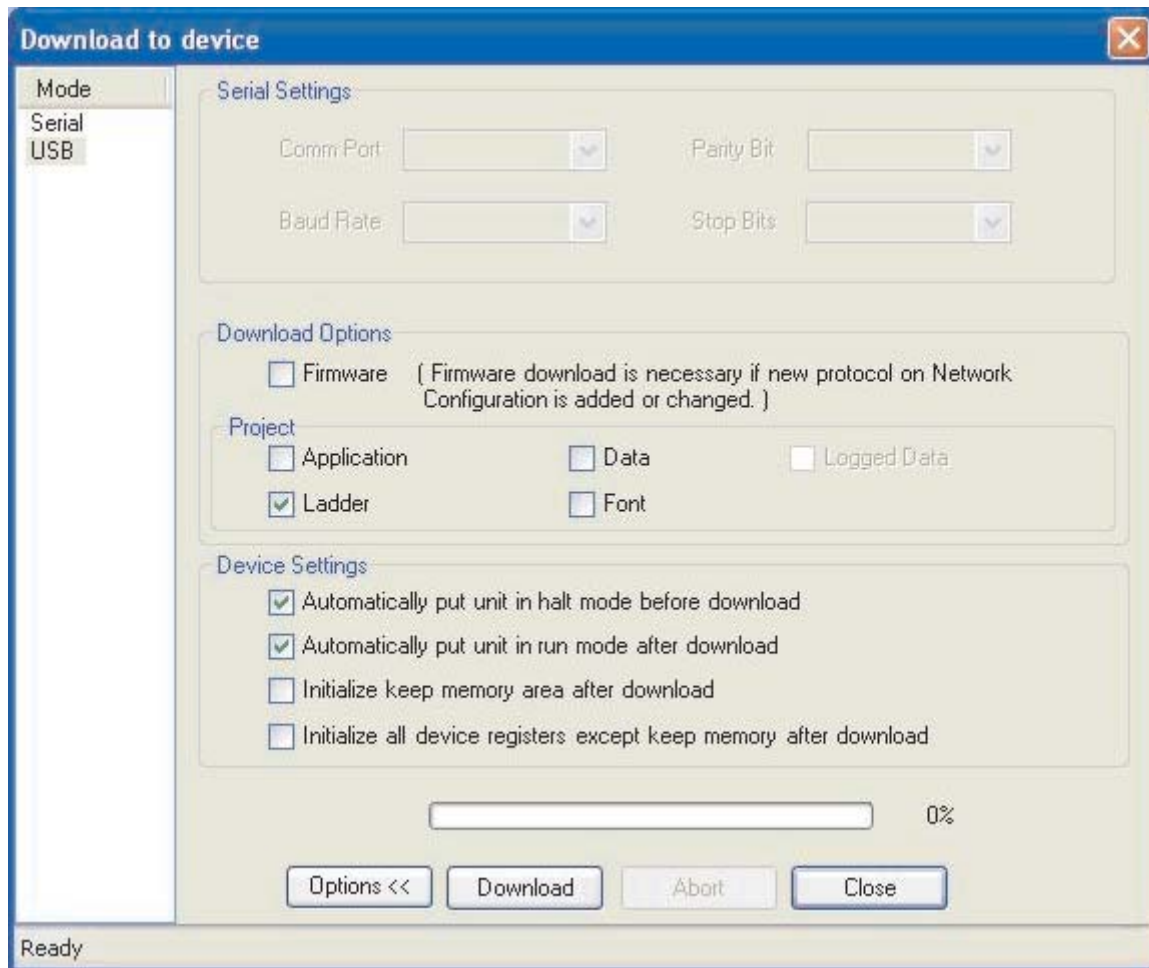 Download to device
Mode
Serial
USB
Serial Settings
Comm Port
Parity Bit
Baud Rate
Stop Bits
Download Options
Firmware ( Firmware download is necessary if new protocol on Network
Configuration is added or changed. )
Project
Application
Data
Logged Data
Ladder
Font
Device Settings
Automatically put unit in halt mode before download
Automatically put unit in run mode after download
Initialize keep memory area after download
Initialize all device registers except keep memory after download
0%
Options <<
Download
Abort
Close
Ready